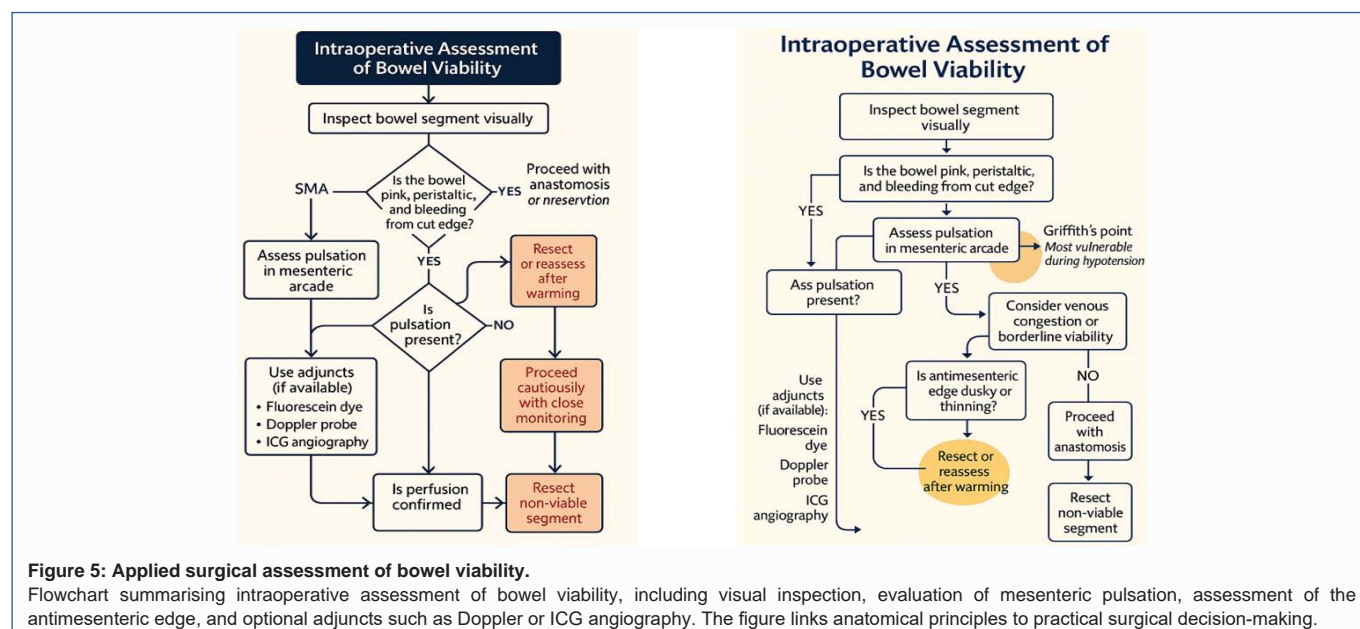 Intraoperative Assessment
of Bowel Viability
Inspect bowel segment visually
SMA
Is the bowel
pink, peristaltic,
and bleeding
from cut edge?
YES
Proceed with
anastomosis
or nreservtion
Assess pulsation
in mesenteric
arcade
YES
Resect
or reassess
after
warming
Is
pulsation
present?
NO
Use adjuncts
(if available)
• Fluorescein dye
• Doppler probe
• ICG angiography
Proceed
cautiousily
with close
monitoring
Is perfusion
confirmed
Resect
non-viable
segment
Intraoperative Assessment of
Bowel Viability
Inspect bowel segment
visually
Is the bowel pink, peristaltic,
and bleeding from cut edge?
YES
Assess pulsation
in mesenteric arcade
Griffith's point
Most vulnerable
during hypotension
Ass pulsation
present?
YES
Consider venous
congestion or
borderline viability
Use
adjuncts
(if available):
Fluorescein
dye
Doppler
probe
ICG
angiography
Is antimesenteric
edge dusky or
thinning?
YES
NO
Resect or
reassess
after warming
Proceed
with
anastomosis
Resect
non-viable
segment
Figure 5: Applied surgical assessment of bowel viability.
Flowchart summarising intraoperative assessment of bowel viability, including visual inspection, evaluation of mesenteric pulsation, assessment of the
antimesenteric edge, and optional adjuncts such as Doppler or ICG angiography. The figure links anatomical principles to practical surgical decision-making.